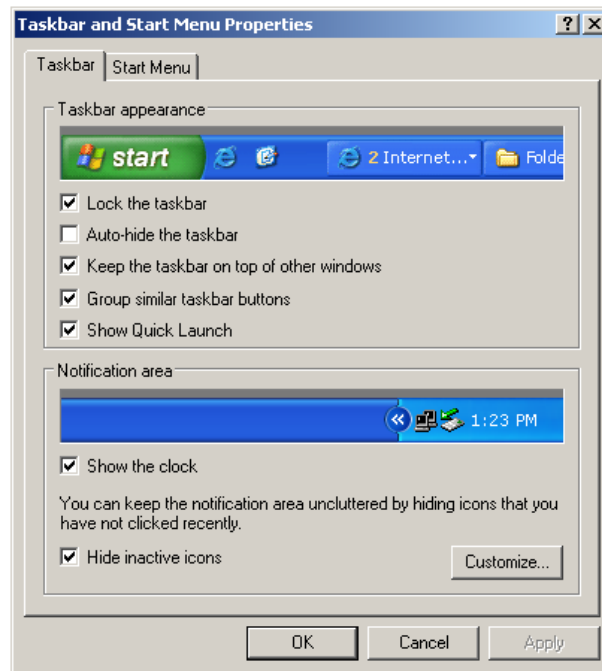 Taskbar and Start Menu Properties
Taskbar
Start Menu
Taskbar appearance
start
2 Internet...
Folde
Lock the taskbar
Auto-hide the taskbar
Keep the taskbar on top of other windows
Group similar taskbar buttons
Show Quick Launch
Notification area
1:23 PM
Show the clock
You can keep the notification area uncluttered by hiding icons that you
have not clicked recently.
Hide inactive icons
Customize...
OK
Cancel
Apply